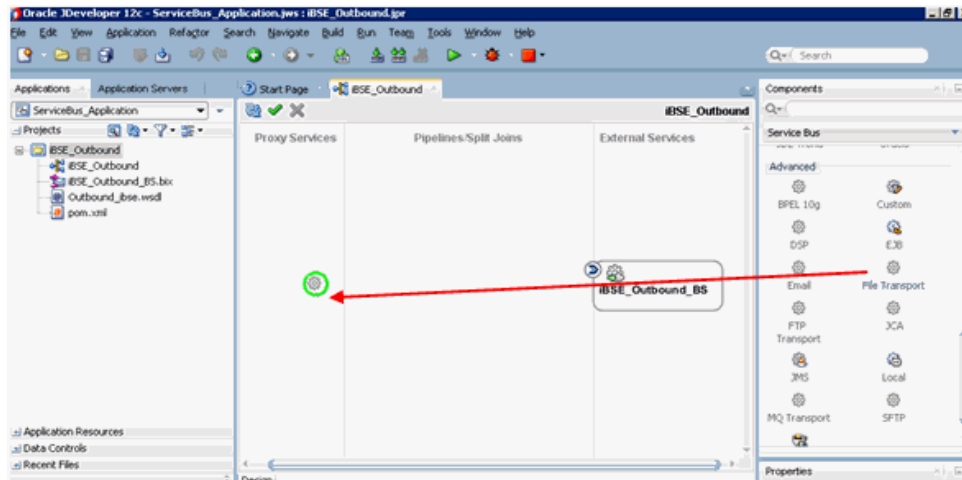 Oracle JDeveloper 12c - ServiceBus_Application.jws : iBSE_Outbound.jpr
File Edit View Application Refactor Search Navigate Build Run Team Tools Window Help
Search
Applications Application Servers
Start Page iBSE_Outbound
Components
ServiceBus_Application
iBSE_Outbound
Projects
Service Bus
iBSE_Outbound
Proxy Services Pipelines/Split Joins External Services
iBSE_Outbound
iBSE_Outbound_BS.bix
Outbound_ibse.wsdl
pom.xml
Advanced
BPEL 10g Custom
DSP EJB
Email File Transport
iBSE_Outbound_BS
FTP Transport JCA
JMS Local
MQ Transport SFTP
Application Resources
Data Controls
Recent Files
Design
Properties